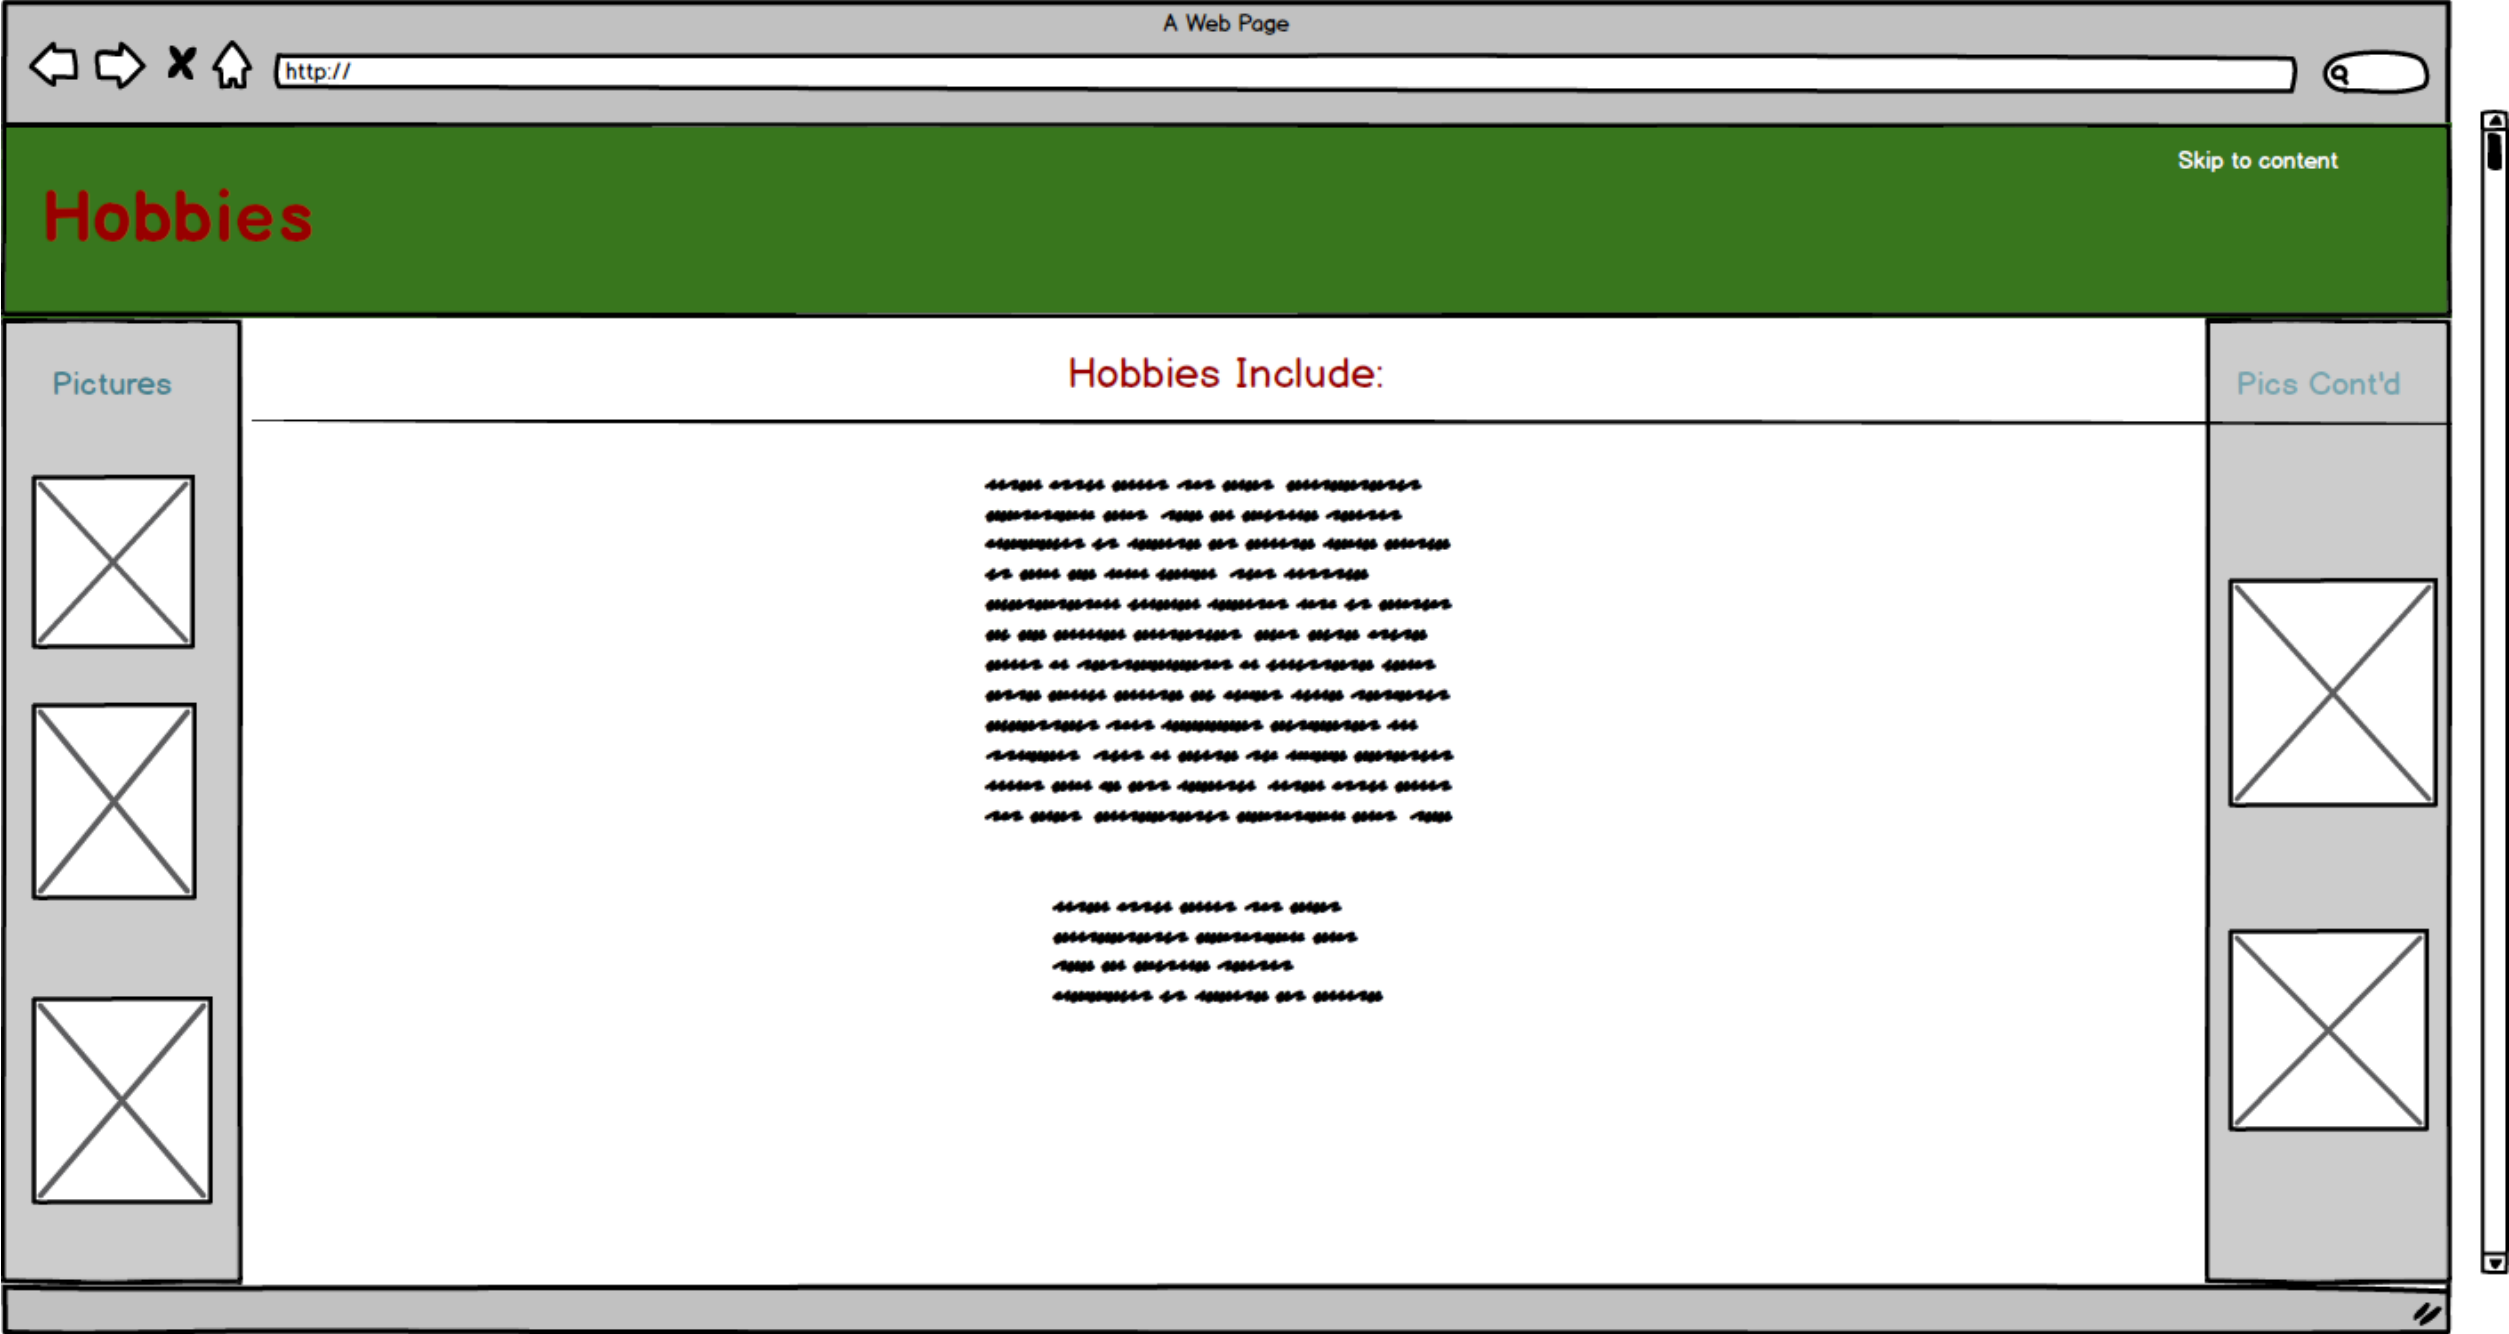 A Web Page
http://
Skip to content
Hobbies
Pictures
Hobbies Include:
Pics Cont'd